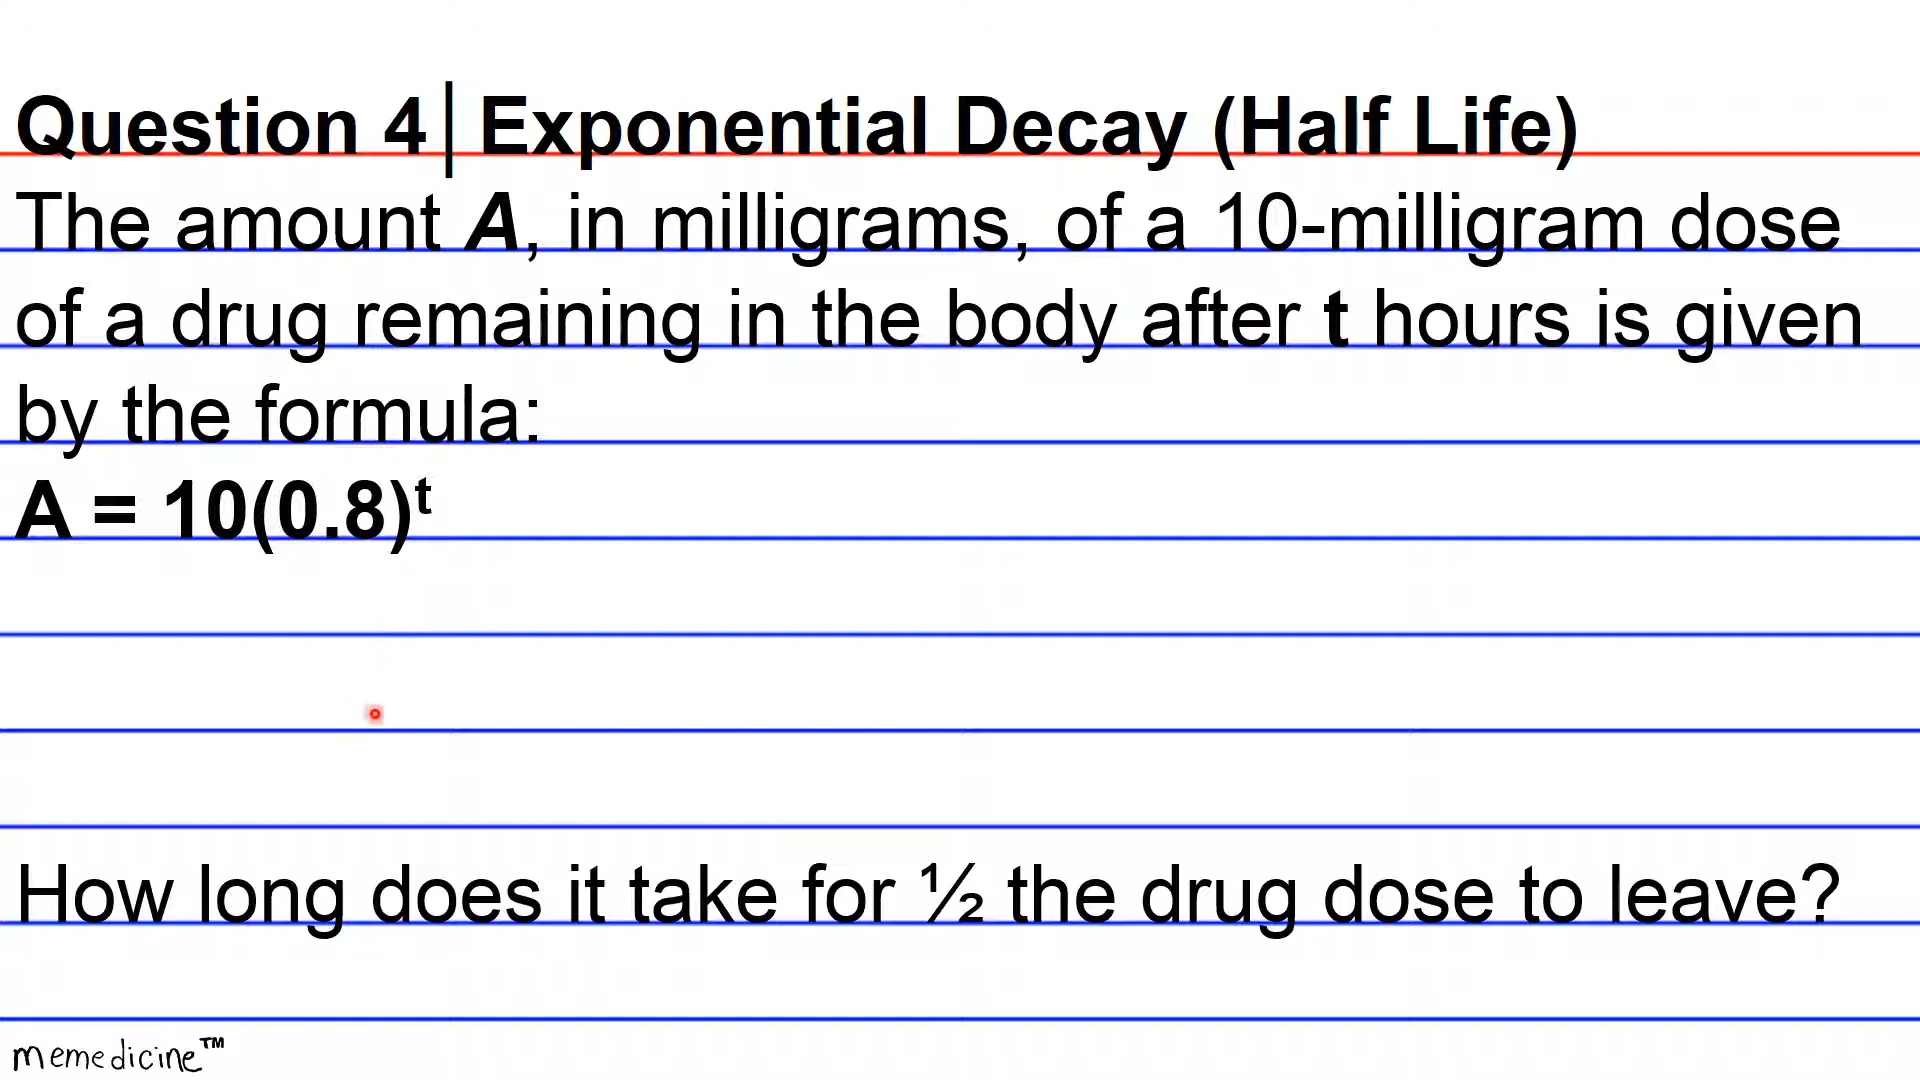 Question 4│Exponential Decay (Half Life)
The amount A, in milligrams, of a 10-milligram dose
of a drug remaining in the body after t hours is given
by the formula:
A = 10(0.8)ᵗ
How long does it take for ½ the drug dose to leave?
memedicine™